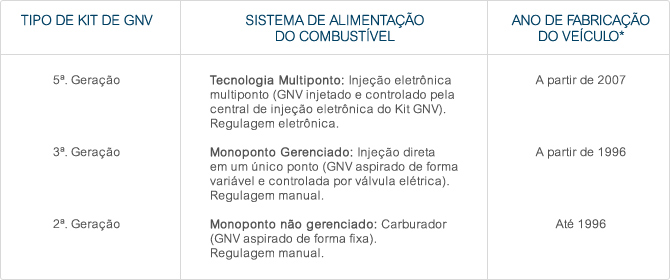 TIPO DE KIT DE GNV
SISTEMA DE ALIMENTAÇÃO
DO COMBUSTÍVEL
ANO DE FABRICAÇÃO
DO VEÍCULO*
5ª. Geração
Tecnologia Multiponto: Injeção eletrônica
multiponto (GNV injetado e controlado pela
central de injeção eletrônica do Kit GNV).
Regulagem eletrônica.
A partir de 2007
3ª. Geração
Monoponto Gerenciado: Injeção direta
em um único ponto (GNV aspirado de forma
variável e controlada por válvula elétrica).
Regulagem manual.
A partir de 1996
2ª. Geração
Monoponto não gerenciado: Carburador
(GNV aspirado de forma fixa).
Regulagem manual.
Até 1996